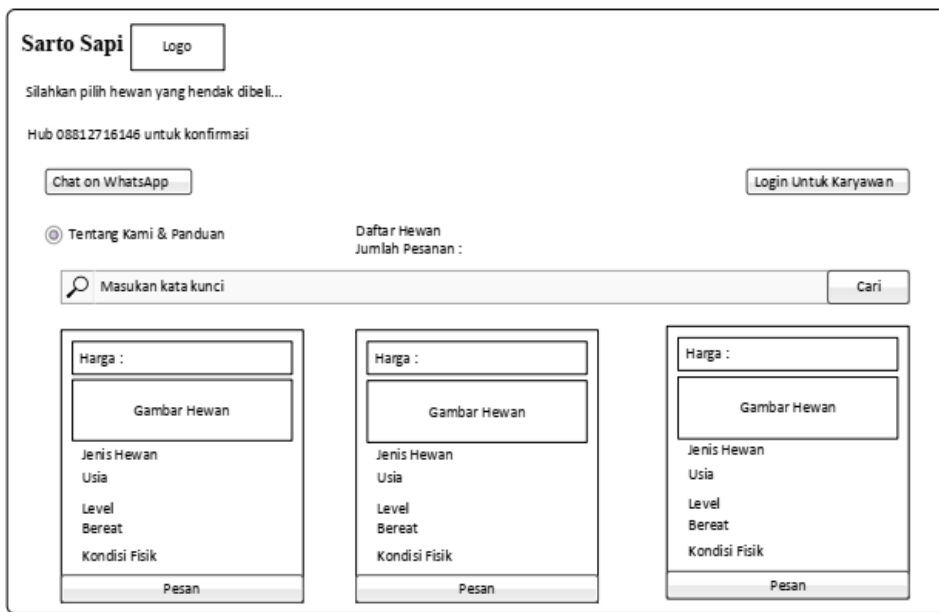 Sarto Sapi
Logo
Silahkan pilih hewan yang hendak dibeli...
Hub 08812716146 untuk konfirmasi
Chat on WhatsApp
Login Untuk Karyawan
Tentang Kami & Panduan
Daftar Hewan
Jumlah Pesanan :
Masukan kata kunci
Cari
Harga :
Gambar Hewan
Jenis Hewan
Usia
Level
Bereat
Kondisi Fisik
Pesan
Harga :
Gambar Hewan
Jenis Hewan
Usia
Level
Bereat
Kondisi Fisik
Pesan
Harga :
Gambar Hewan
Jenis Hewan
Usia
Level
Bereat
Kondisi Fisik
Pesan